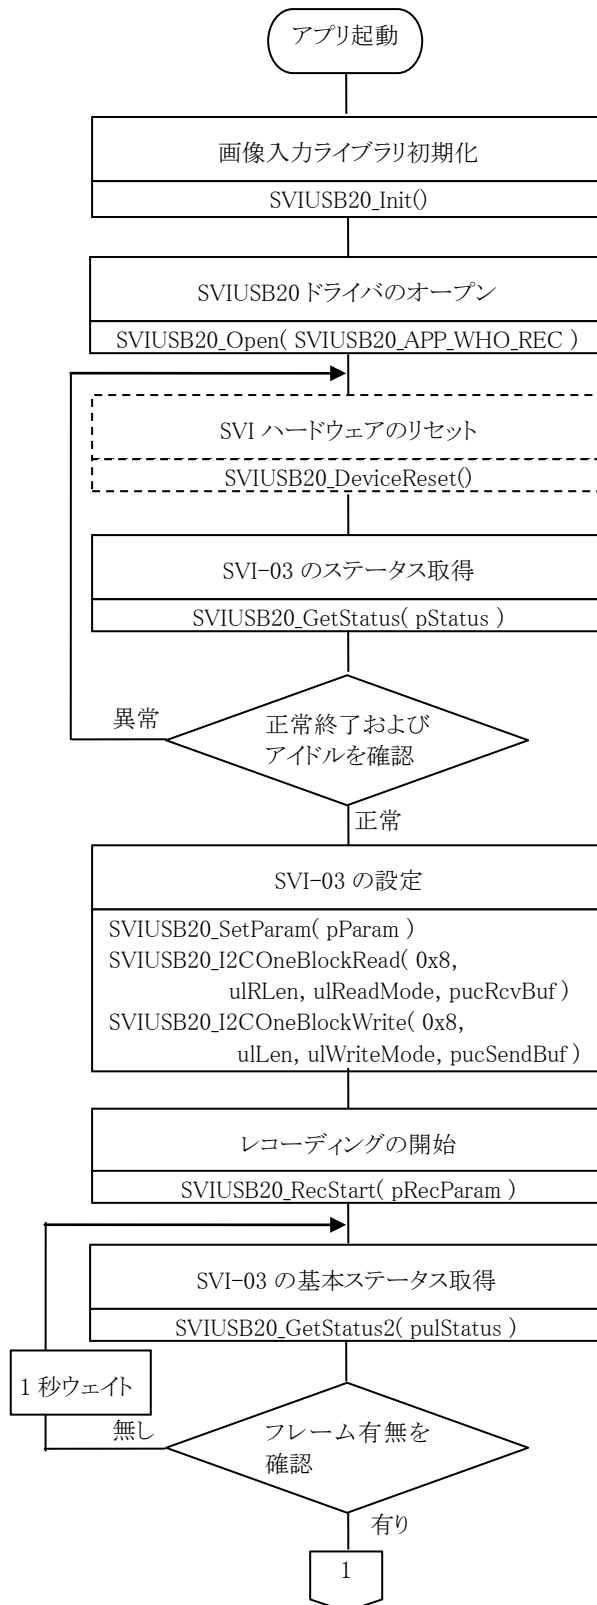 アプリ起動
画像入力ライブラリ初期化
SVIUSB20_Init()
SVIUSB20 ドライバのオープン
SVIUSB20_Open( SVIUSB20_APP_WHO_REC )
SVI ハードウェアのリセット
SVIUSB20_DeviceReset()
SVI-03 のステータス取得
SVIUSB20_GetStatus( pStatus )
異常
正常終了および
アイドルを確認
正常
SVI-03 の設定
SVIUSB20_SetParam( pParam )
SVIUSB20_I2COneBlockRead( 0x8,
ulRLen, ulReadMode, pucRcvBuf )
SVIUSB20_I2COneBlockWrite( 0x8,
ulLen, ulWriteMode, pucSendBuf )
レコーディングの開始
SVIUSB20_RecStart( pRecParam )
SVI-03 の基本ステータス取得
SVIUSB20_GetStatus2( pulStatus )
1 秒ウェイト
無し
フレーム有無を
確認
有り
1